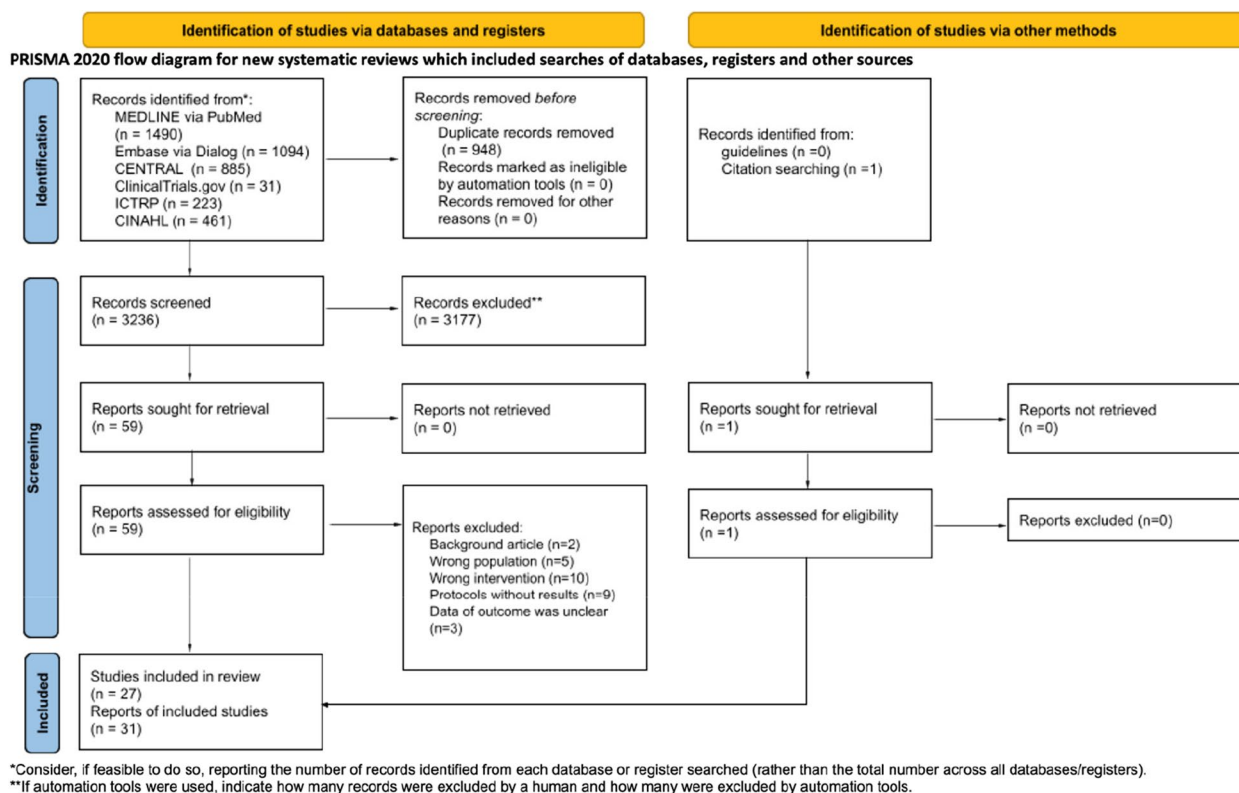 Identification of studies via databases and registers
Identification of studies via other methods
PRISMA 2020 flow diagram for new systematic reviews which included searches of databases, registers and other sources
Identification
Records identified from*:
MEDLINE via PubMed
(n = 1490)
Embase via Dialog (n = 1094)
CENTRAL (n = 885)
ClinicalTrials.gov (n = 31)
ICTRP (n = 223)
CINAHL (n = 461)
Records removed before
screening:
Duplicate records removed
(n = 948)
Records marked as ineligible
by automation tools (n = 0)
Records removed for other
reasons (n = 0)
Records identified from:
guidelines (n =0)
Citation searching (n =1)
Screening
Records screened
(n = 3236)
Records excluded**
(n = 3177)
Reports sought for retrieval
(n = 59)
Reports not retrieved
(n = 0)
Reports sought for retrieval
(n =1)
Reports not retrieved
(n =0)
Reports assessed for eligibility
(n = 59)
Reports excluded:
Background article (n=2)
Wrong population (n=5)
Wrong intervention (n=10)
Protocols without results (n=9)
Data of outcome was unclear
(n=3)
Reports assessed for eligibility
(n =1)
Reports excluded (n=0)
Included
Studies included in review
(n = 27)
Reports of included studies
(n = 31)
*Consider, if feasible to do so, reporting the number of records identified from each database or register searched (rather than the total number across all databases/registers).
**If automation tools were used, indicate how many records were excluded by a human and how many were excluded by automation tools.